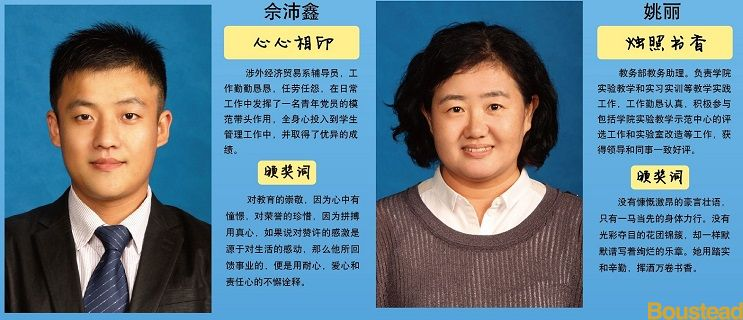 佘沛鑫
心心相印
涉外经济贸易系辅导员，工
作勤勤恳恳，任劳任怨，在日常
工作中发挥了一名青年党员的模
范带头作用，全身心投入到学生
管理工作中，并取得了优异的成
绩。
颁奖词
对教育的崇敬，因为心中有
憧憬，对荣誉的珍惜，因为拼搏
用真心，如果说对赞许的感激是
源于对生活的感动，那么他所回
馈事业的，便是用耐心，爱心和
责任心的不懈诠释。
姚丽
烛照书香
教务部教务助理。负责学院
实验教学和实习实训等教学实践
工作，工作勤恳认真，积极参与
包括学院实验教学示范中心的评
选工作和实验室改造等工作，获
得领导和同事一致好评。
颁奖词
没有慷慨激昂的豪言壮语，
只有一马当先的身体力行。没有
光彩夺目的花团锦簇，却一样默
默谱写着绚烂的乐章。她用踏实
和辛勤，挥洒万卷书香。
Boustead